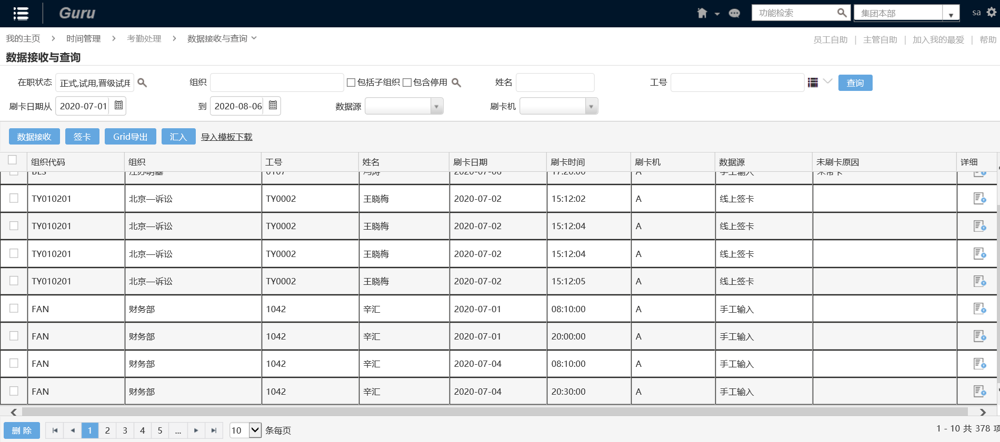 Guru
功能检索
集团本部
sa
我的主页 > 时间管理 > 考勤处理 > 数据接收与查询
员工自助 | 主管自助 | 加入我的最爱 | 帮助
数据接收与查询
在职状态 正式,试用,晋级试用 组织 包括子组织 包含停用 姓名 工号 查询
刷卡日期从 2020-07-01 到 2020-08-06 数据源 刷卡机
数据接收 签卡 Grid导出 汇入 导入模板下载
组织代码 组织 工号 姓名 刷卡日期 刷卡时间 刷卡机 数据源 未刷卡原因 详细
2020-07-06 17:20:00 A 手工输入 未带卡
TY010201 北京—诉讼 TY0002 王晓梅 2020-07-02 15:12:02 A 线上签卡
TY010201 北京—诉讼 TY0002 王晓梅 2020-07-02 15:12:04 A 线上签卡
TY010201 北京—诉讼 TY0002 王晓梅 2020-07-02 15:12:04 A 线上签卡
TY010201 北京—诉讼 TY0002 王晓梅 2020-07-02 15:12:05 A 线上签卡
FAN 财务部 1042 辛汇 2020-07-01 08:10:00 A 手工输入
FAN 财务部 1042 辛汇 2020-07-01 20:00:00 A 手工输入
FAN 财务部 1042 辛汇 2020-07-04 08:10:00 A 手工输入
FAN 财务部 1042 辛汇 2020-07-04 20:30:00 A 手工输入
删 除 1 2 3 4 5 ... 10 条每页
1 - 10 共 378 项